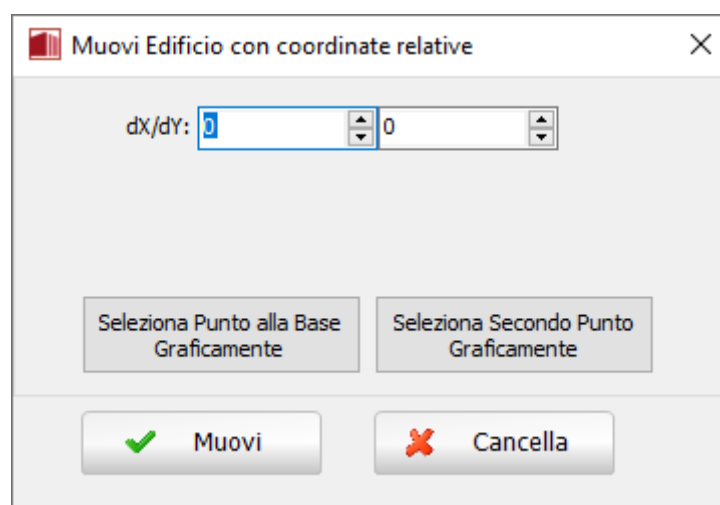 Muovi Edificio con coordinate relative
dX/dY: 0 0
Seleziona Punto alla Base
Graficamente
Seleziona Secondo Punto
Graficamente
Muovi
Cancella